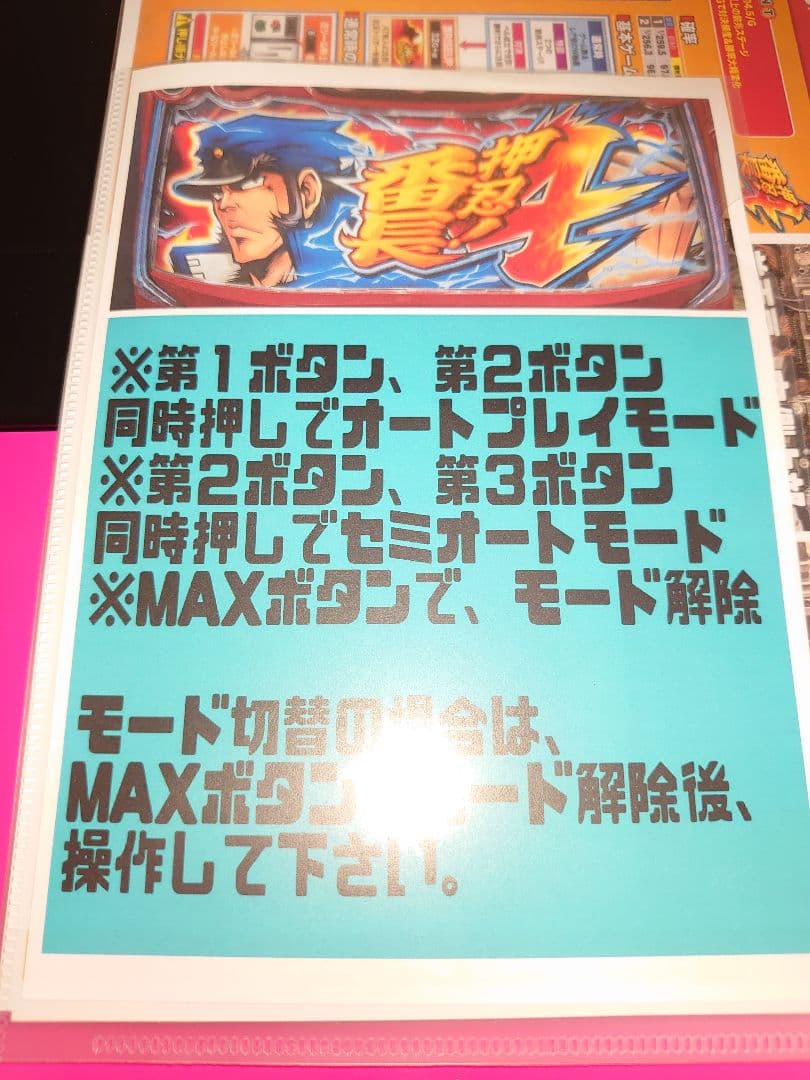 押忍!
番長
4
※第1ボタン、第2ボタン
同時押しでオートプレイモード
※第2ボタン、第3ボタン
同時押しでセミオートモード
※MAXボタンで、モード解除
モード切替の場合は、
MAXボタン ード解除後、
操作して下さい。